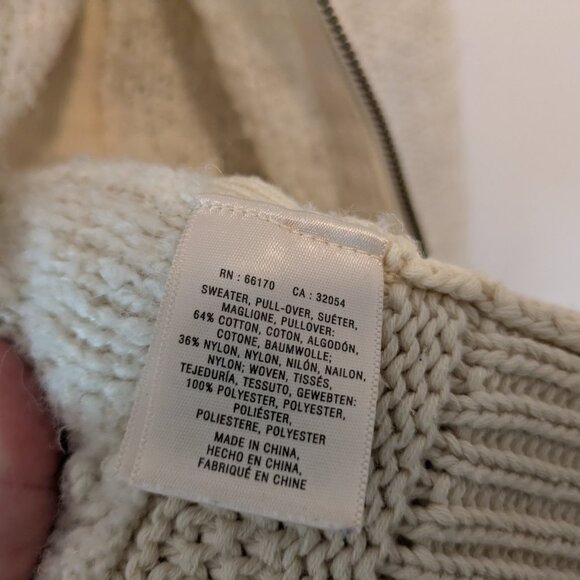 RN : 66170 CA : 32054
SWEATER, PULL-OVER, SUÉTER,
MAGLIONE, PULLOVER:
64% COTTON, COTON, ALGODÓN,
COTONE, BAUMWOLLE;
36% NYLON, NYLON, NILÓN, NAILON,
NYLON; WOVEN, TISSÉS,
TEJEDURÍA, TESSUTO, GEWEBTEN:
100% POLYESTER, POLYESTER,
POLIÉSTER,
POLIESTERE, POLYESTER
MADE IN CHINA,
HECHO EN CHINA,
FABRIQUÉ EN CHINE